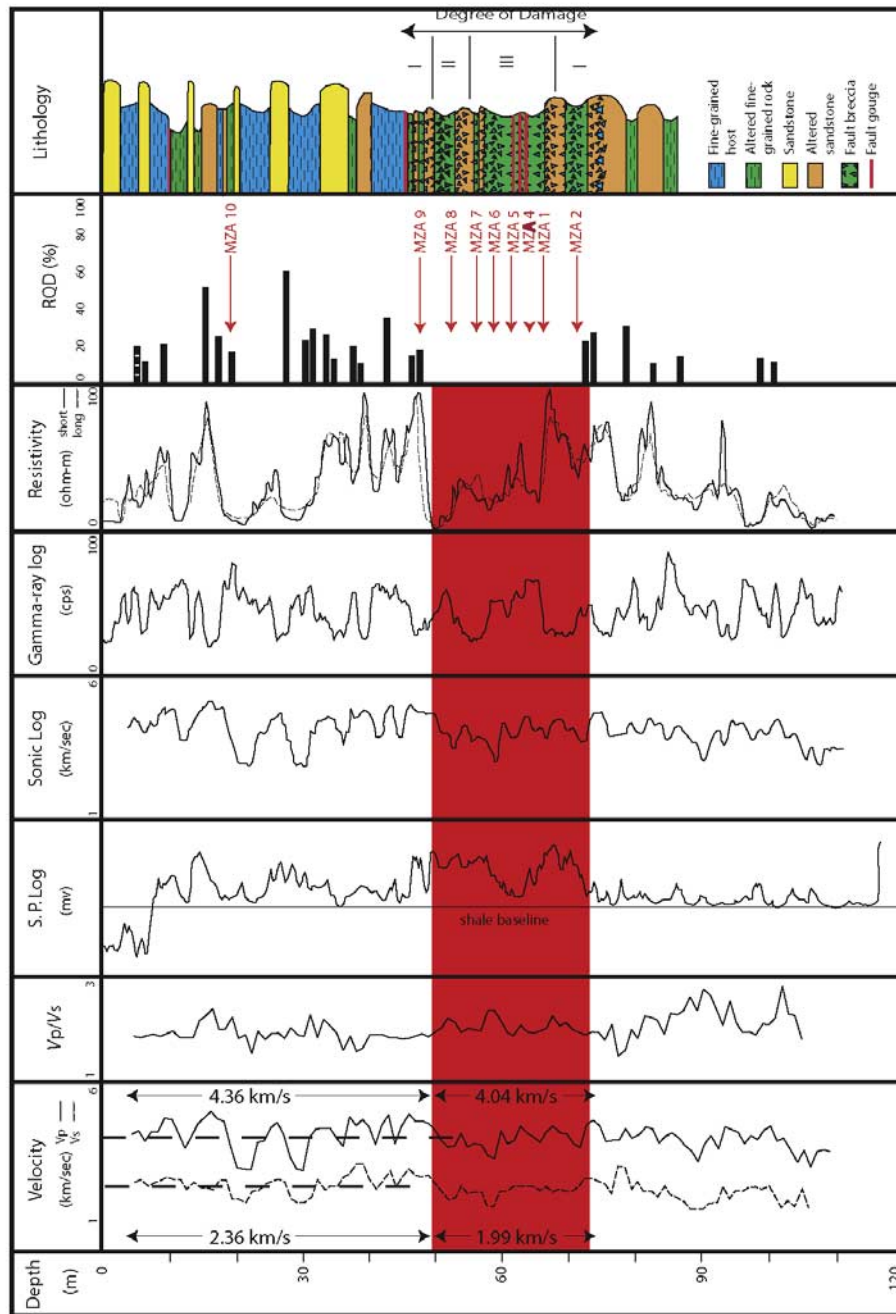 Degree of Damage
I
II
III
I
Lithology
Fine-grained
host
Altered fine-
grained rock
Sandstone
Altered
sandstone
Fault breccia
Fault gouge
RQD (%)
0
20
40
60
80
100
MZA 10
MZA 9
MZA 8
MZA 7
MZA 6
MZA 5
MZA 4
MZA 1
MZA 2
Resistivity
(ohm-m)
short
long
0
100
Gamma-ray log
(cps)
0
100
Sonic Log
(km/sec)
1
6
S.P.Log
(mv)
shale baseline
Vp/Vs
1
3
Velocity
(km/sec)
Vp
Vs
1
6
4.36 km/s
4.04 km/s
2.36 km/s
1.99 km/s
Depth
(m)
0
30
60
90
120